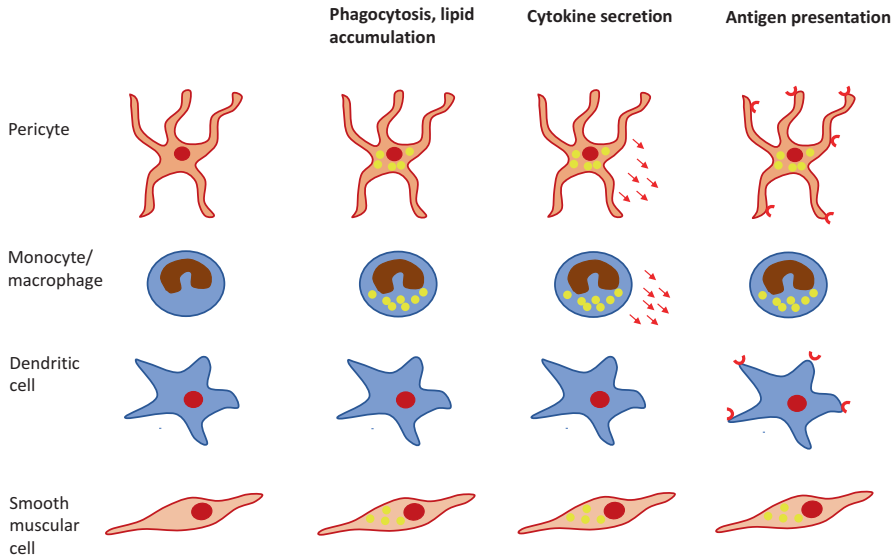 Phagocytosis, lipid
accumulation
Cytokine secretion
Antigen presentation
Pericyte
Monocyte/
macrophage
Dendritic
cell
Smooth
muscular
cell